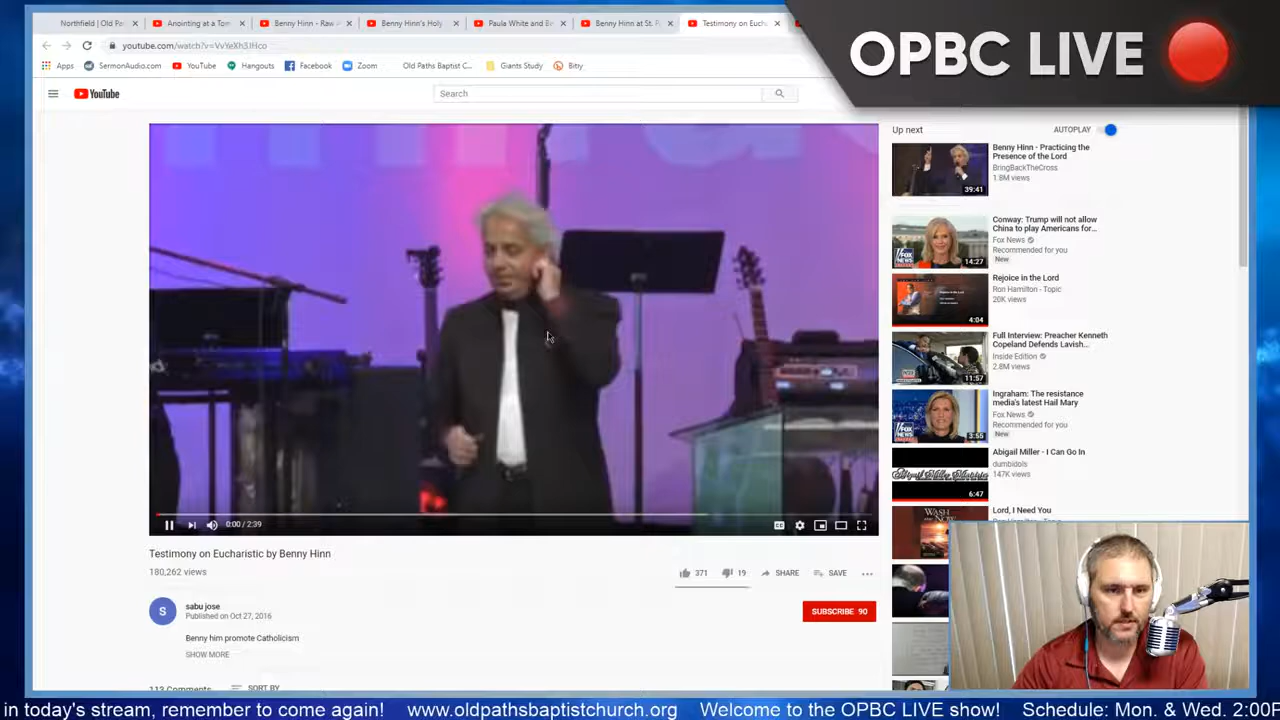 Northfield | Old Pa
Anointing at a Tom
Benny Hinn - Raw
Benny Hinn's Holy
Paula White and Be
Benny Hinn at St. P
Testimony on Euch
youtube.com/watch?v=
Apps
SermonAudio.com
YouTube
Hangouts
Facebook
Zoom
Old Paths Baptist C...
Giants Study
Bitsy
OPBC LIVE
YouTube
Search
Up next
AUTOPLAY
Benny Hinn - Practicing the
Presence of the Lord
BringBackTheCross
1.8M views
39:41
Conway: Trump will not allow
China to play Americans for...
Fox News
Recommended for you
New
14:27
Rejoice in the Lord
Ron Hamilton - Topic
26K views
4:04
Full Interview: Preacher Kenneth
Copeland Defends Lavish...
Inside Edition
2.8M views
11:57
Ingraham: The resistance
media's latest Hail Mary
Fox News
Recommended for you
New
3:55
Abigail Miller - I Can Go In
dumbidols
147K views
Abigail Miller
6:47
Lord, I Need You
WASH
NOW
0:00 / 2:39
Testimony on Eucharistic by Benny Hinn
180,262 views
371
19
SHARE
SAVE
S
sabu jose
Published on Oct 27, 2016
SUBSCRIBE 90
Benny him promote Catholicism
SHOW MORE
113 Comments
SORT BY
in today's stream, remember to come again! www.oldpathsbaptistchurch.org Welcome to the OPBC LIVE show! Schedule: Mon. & Wed. 2:00P